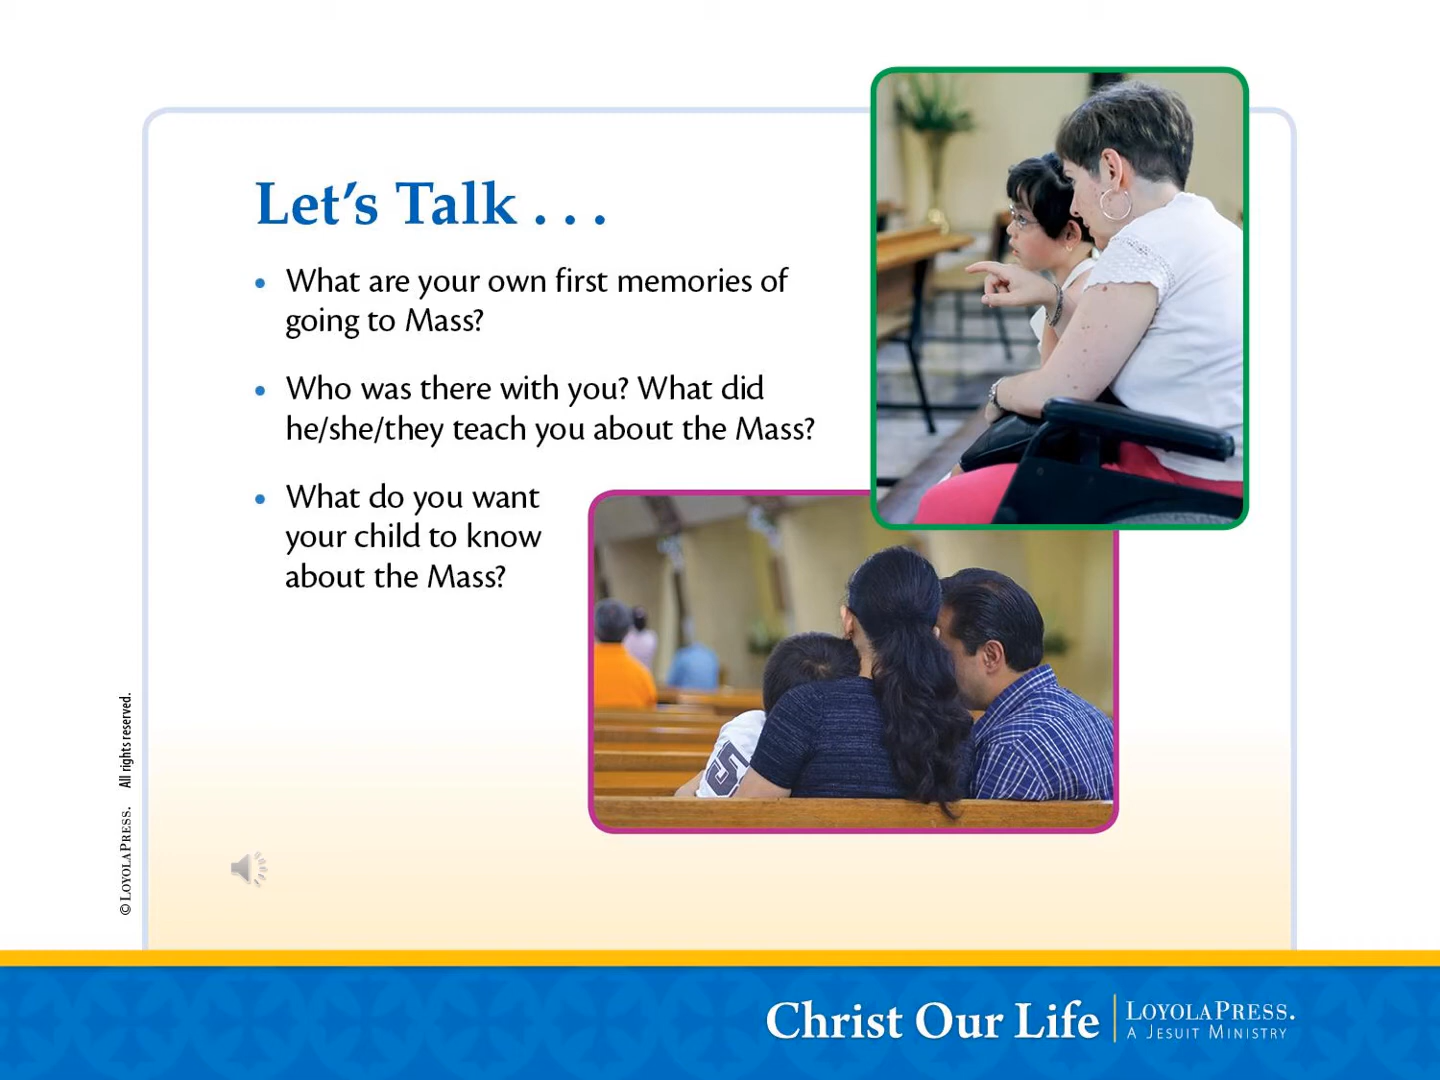 Let's Talk . . .
• What are your own first memories of
going to Mass?
• Who was there with you? What did
he/she/they teach you about the Mass?
• What do you want
your child to know
about the Mass?
5
© LOYOLAPRESS. All rights reserved.
Christ Our Life
LOYOLAPRESS.
A JESUIT MINISTRY